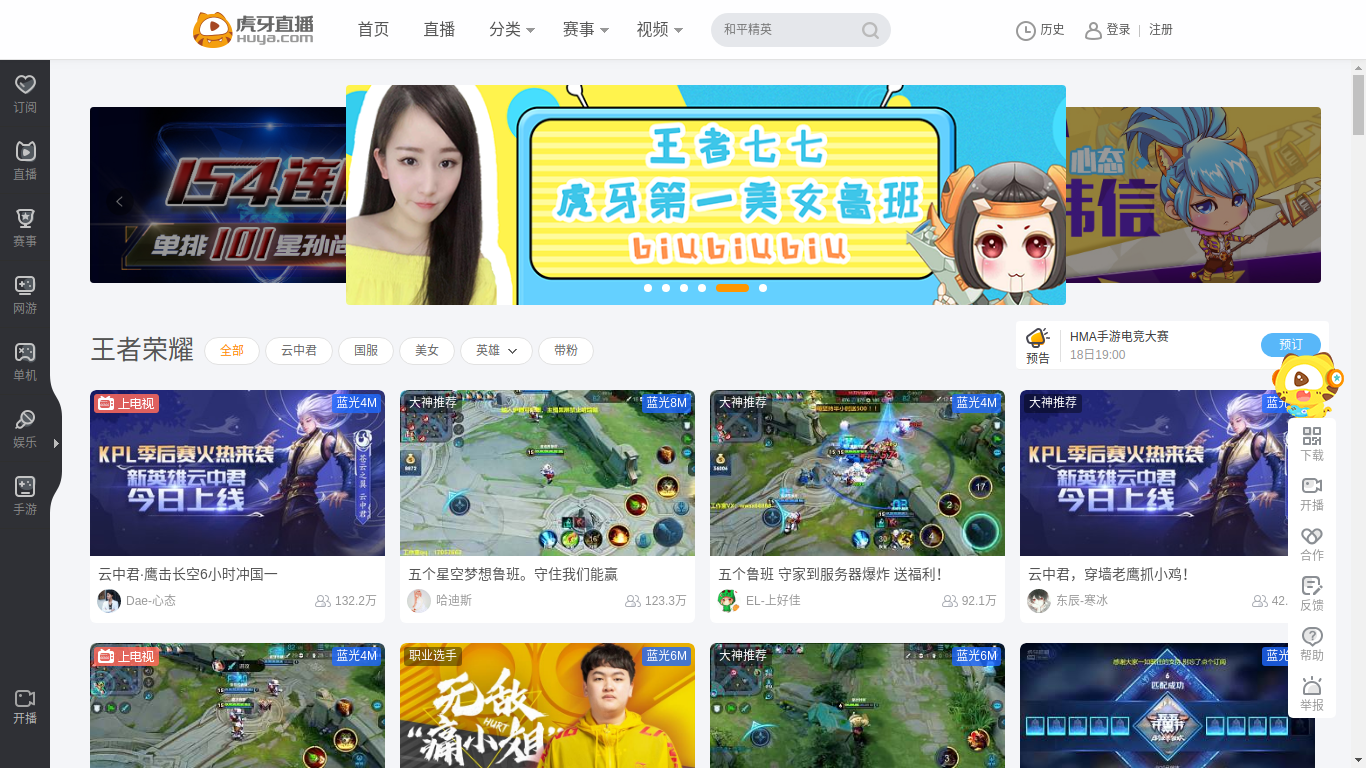 虎牙直播
HUYA.com
首页
直播
分类
赛事
视频
和平精英
历史
登录
注册
订阅
直播
赛事
网游
单机
娱乐
手游
开播
154连
单排101星孙尚
王者七七
虎牙第一美女鲁班
biubiubiu
心态
韩信
王者荣耀
全部
云中君
国服
美女
英雄
带粉
预告
HMA手游电竞大赛
18日19:00
预订
上电视
蓝光4M
KPL季后赛火热来袭
新英雄云中君
今日上线
云中君·鹰击长空6小时冲国一
Dae-心态
132.2万
大神推荐
蓝光8M
五个星空梦想鲁班。守住我们能赢
哈迪斯
123.3万
大神推荐
蓝光4M
17
五个鲁班 守家到服务器爆炸 送福利！
EL-上好佳
92.1万
大神推荐
蓝光
KPL季后赛火热来袭
新英雄云中君
今日上线
云中君，穿墙老鹰抓小鸡！
东辰-寒冰
42.
下载
开播
合作
反馈
帮助
举报
上电视
蓝光4M
职业选手
蓝光6M
无敌
HURT
“痛小姐”
大神推荐
蓝光6M
蓝光
6
匹配成功